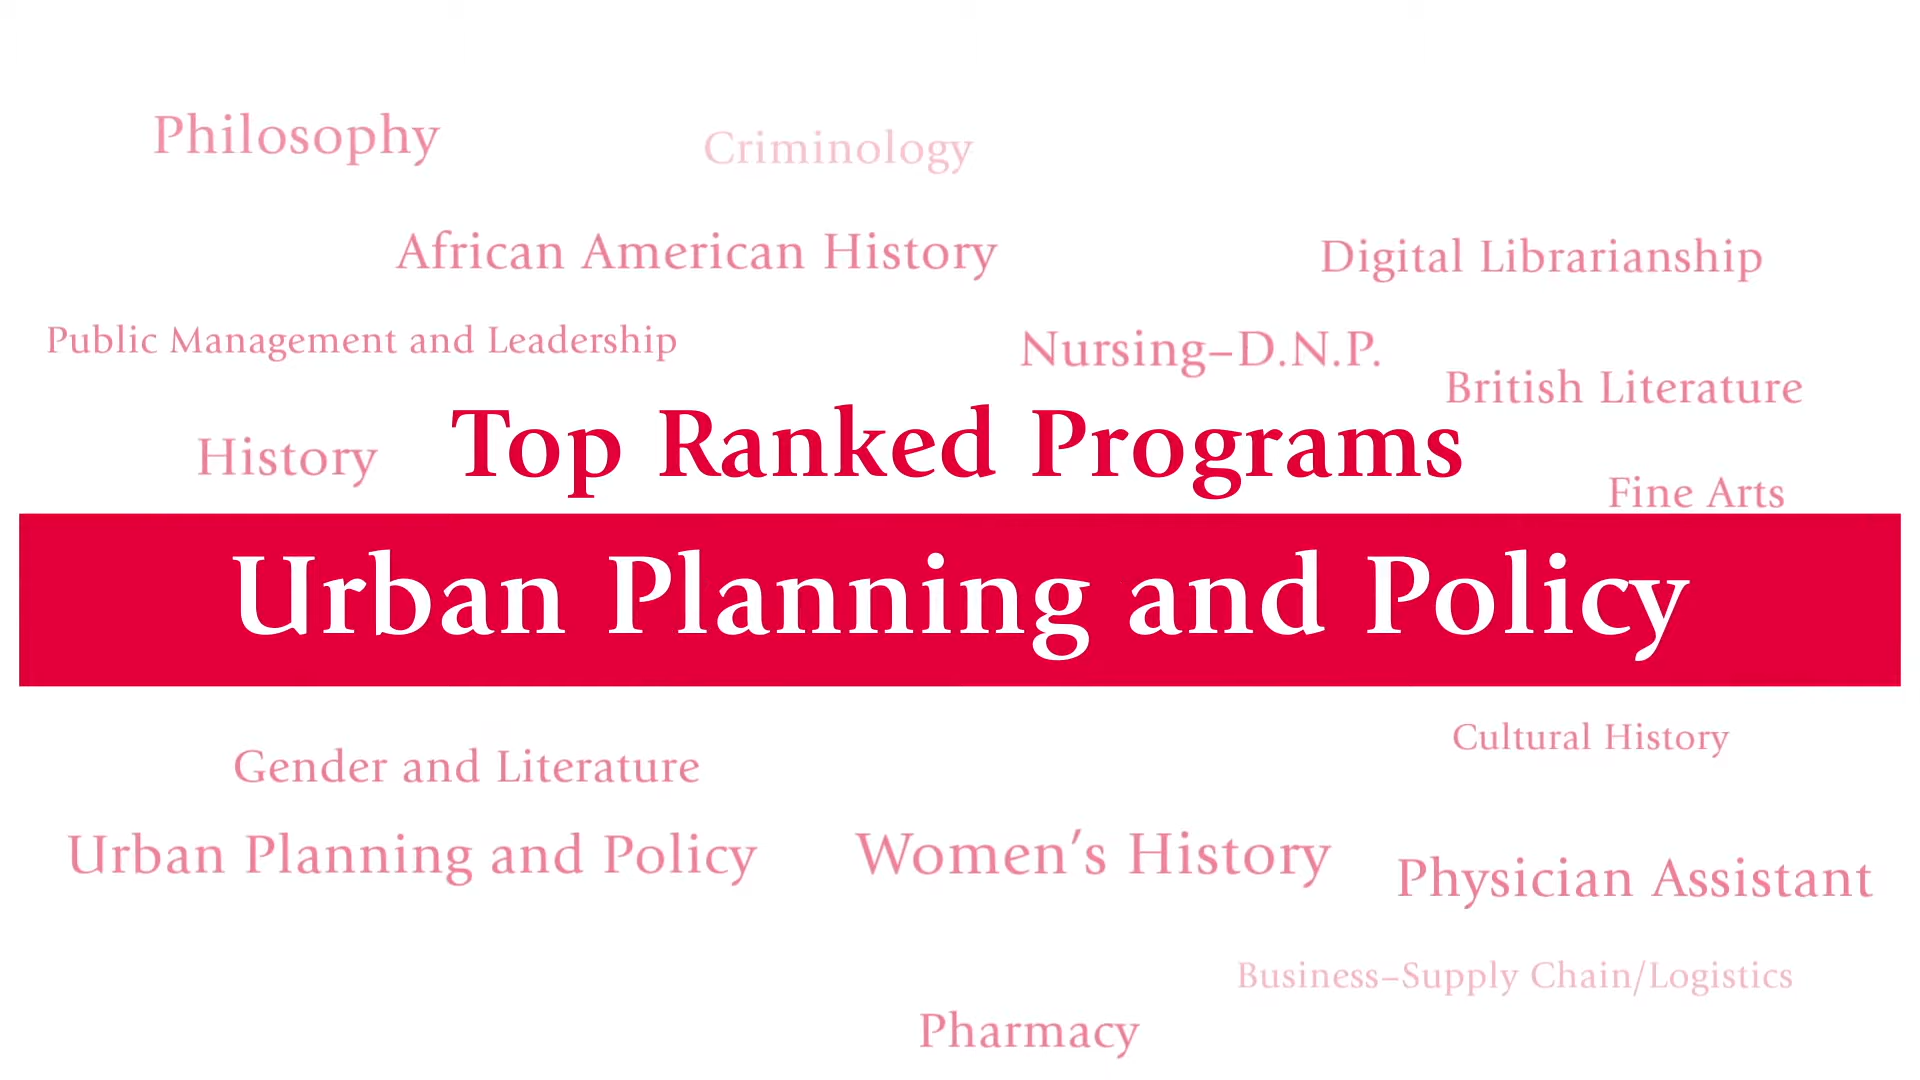 Philosophy
Criminology
African American History
Digital Librarianship
Public Management and Leadership
Nursing–D.N.P.
British Literature
History
Top Ranked Programs
Fine Arts
Urban Planning and Policy
Cultural History
Gender and Literature
Urban Planning and Policy
Women’s History
Physician Assistant
Business–Supply Chain/Logistics
Pharmacy